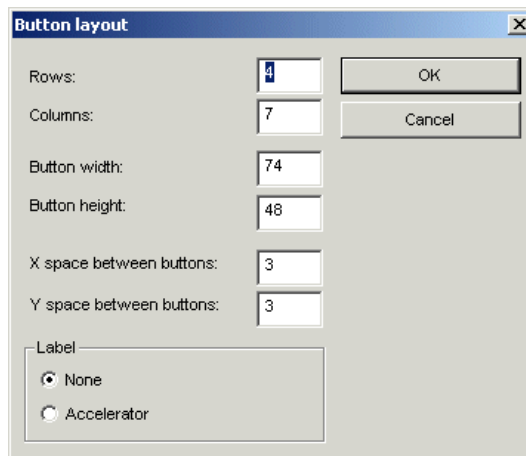 Button layout
Rows: 4
OK
Columns: 7
Cancel
Button width: 74
Button height: 48
X space between buttons: 3
Y space between buttons: 3
Label
None
Accelerator